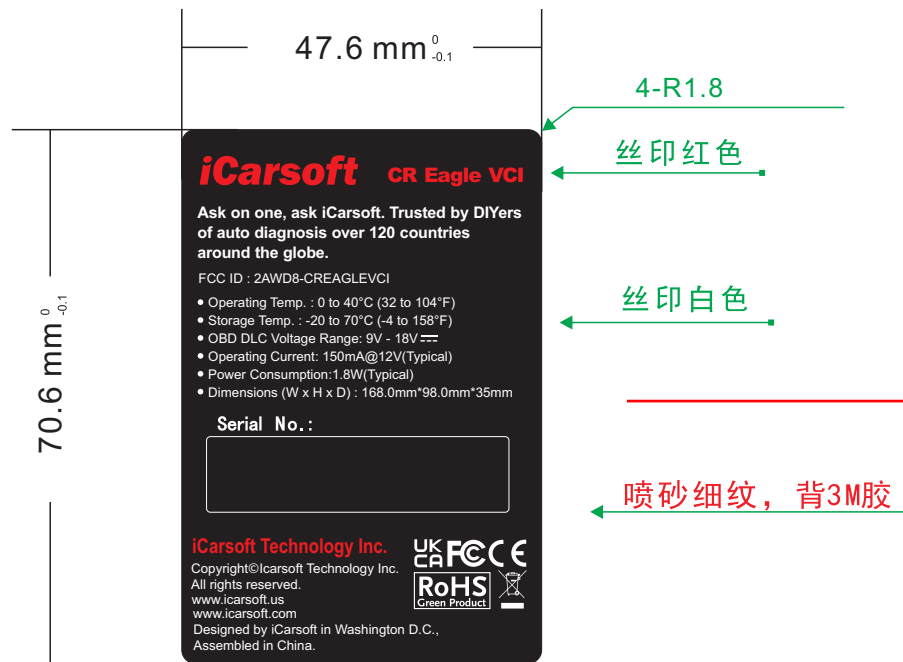 47.6 mm 0 -0.1
4-R1.8
丝印红色
iCarsoft CR Eagle VCI
Ask on one, ask iCarsoft. Trusted by DIYers
of auto diagnosis over 120 countries
around the globe.
FCC ID : 2AWD8-CREAGLEVCI
丝印白色
• Operating Temp. : 0 to 40°C (32 to 104°F)
• Storage Temp. : -20 to 70°C (-4 to 158°F)
• OBD DLC Voltage Range: 9V - 18V ⎓
• Operating Current: 150mA@12V(Typical)
• Power Consumption:1.8W(Typical)
• Dimensions (W x H x D) : 168.0mm*98.0mm*35mm
70.6 mm 0 -0.1
Serial No.:
喷砂细纹，背3M胶
iCarsoft Technology Inc.
UK CA FC CE
Copyright©Icarsoft Technology Inc.
All rights reserved.
RoHS
Green Product
www.icarsoft.us
www.icarsoft.com
Designed by iCarsoft in Washington D.C.,
Assembled in China.